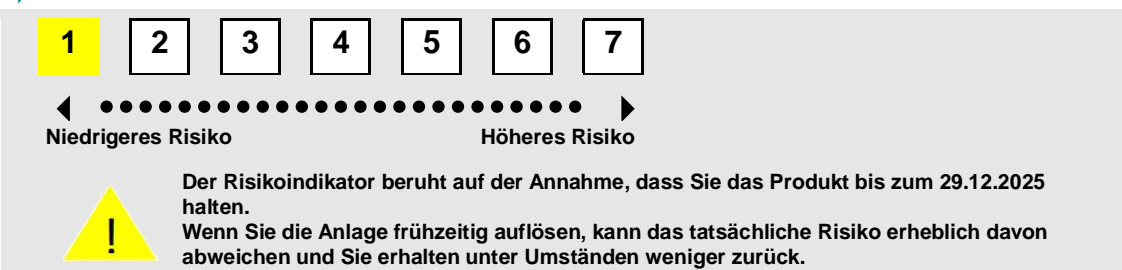 1 2 3 4 5 6 7
Niedrigeres Risiko Höheres Risiko
Der Risikoindikator beruht auf der Annahme, dass Sie das Produkt bis zum 29.12.2025
halten.
! Wenn Sie die Anlage frühzeitig auflösen, kann das tatsächliche Risiko erheblich davon
abweichen und Sie erhalten unter Umständen weniger zurück.